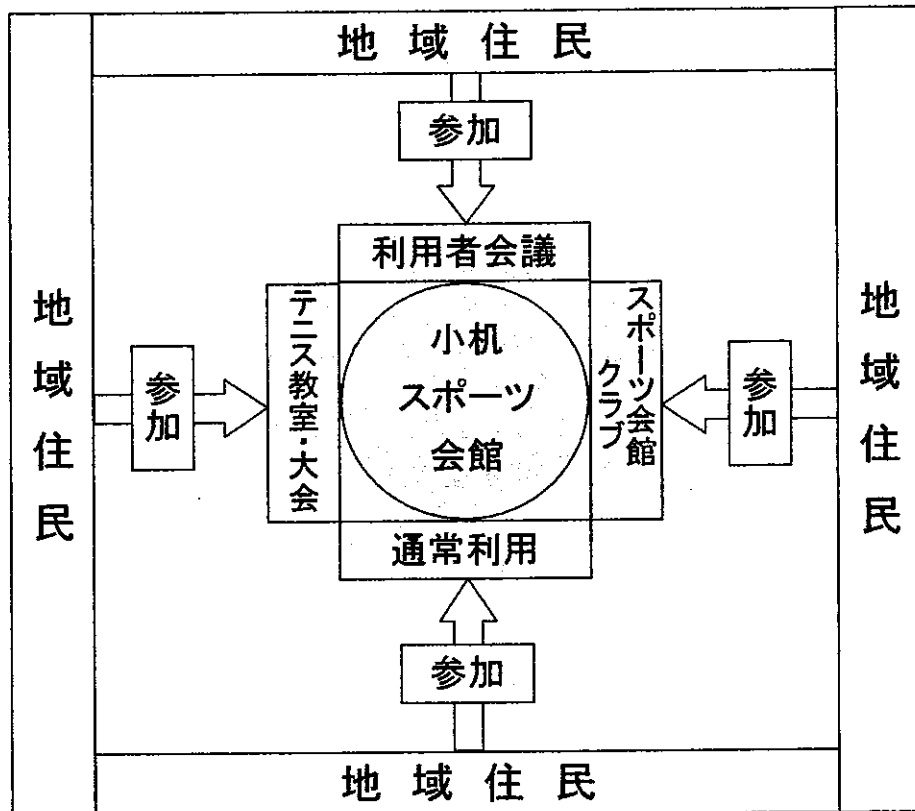 地域住民
参加
利用者会議
地域住民
参加
テニス教室・大会
小机
スポーツ
会館
スポーツ会館
クラブ
参加
地域住民
通常利用
参加
地域住民